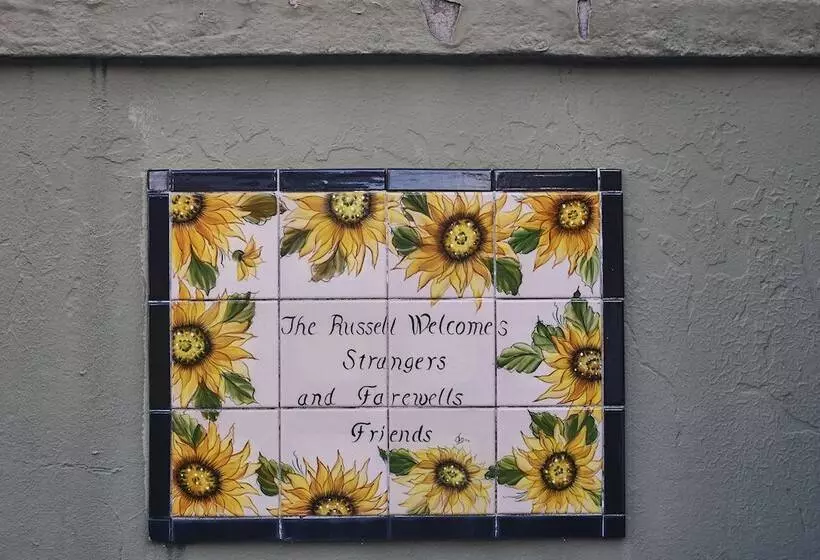 The Russell Welcomes
Strangers
and Farewells
Friends